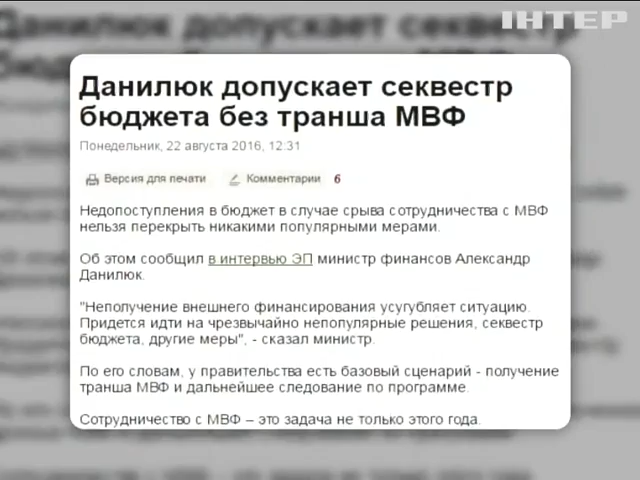 ІНТЕР
Данилюк допускает секвестр
бюджета без транша МВФ
Понедельник, 22 августа 2016, 12:31
Версия для печати Комментарии 6
Недопоступления в бюджет в случае срыва сотрудничества с МВФ
нельзя перекрыть никакими популярными мерами.
Об этом сообщил в интервью ЭП министр финансов Александр
Данилюк.
"Неполучение внешнего финансирования усугубляет ситуацию.
Придется идти на чрезвычайно непопулярные решения, секвестр
бюджета, другие меры", - сказал министр.
По его словам, у правительства есть базовый сценарий - получение
транша МВФ и дальнейшее следование по программе.
Сотрудничество с МВФ – это задача не только этого года.